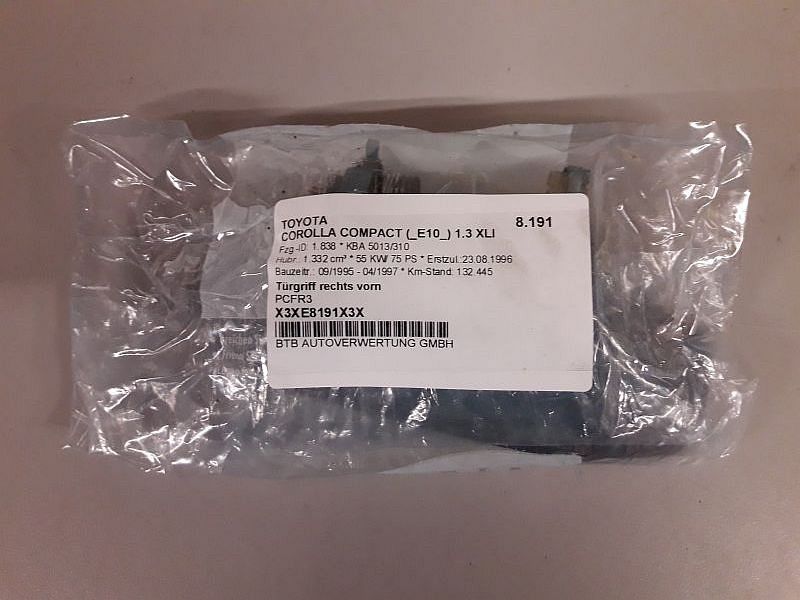 TOYOTA 8.191
COROLLA COMPACT (_E10_) 1.3 XLI
Fzg.-ID: 1.838 * KBA 5013/310
Hubr.: 1.332 cm³ * 55 KW/ 75 PS * Erstzul.:23.08.1996
Bauzeitr.: 09/1995 - 04/1997 * Km-Stand: 132.445
Türgriff rechts vorn
PCFR3
X3XE8191X3X
BTB AUTOVERWERTUNG GMBH